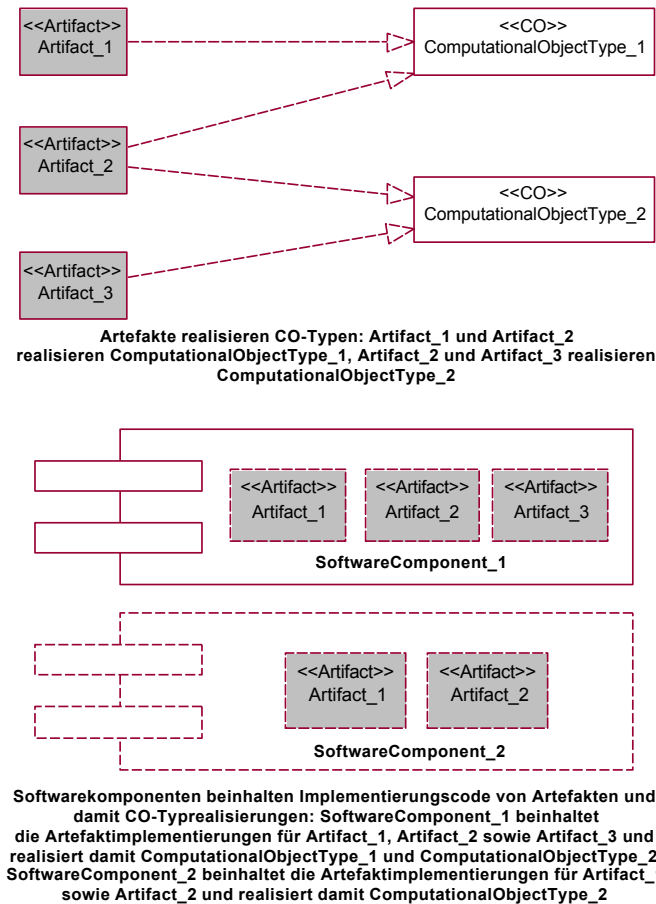 <<Artifact>>
Artifact_1
<<CO>>
ComputationalObjectType_1
<<Artifact>>
Artifact_2
<<CO>>
ComputationalObjectType_2
<<Artifact>>
Artifact_3
Artefakte realisieren CO-Typen: Artifact_1 und Artifact_2
realisieren ComputationalObjectType_1, Artifact_2 und Artifact_3 realisieren
ComputationalObjectType_2
<<Artifact>> <<Artifact>> <<Artifact>>
Artifact_1 Artifact_2 Artifact_3
SoftwareComponent_1
<<Artifact>> <<Artifact>>
Artifact_1 Artifact_2
SoftwareComponent_2
Softwarekomponenten beinhalten Implementierungscode von Artefakten und
damit CO-Typrealisierungen: SoftwareComponent_1 beinhaltet
die Artefaktimplementierungen für Artifact_1, Artifact_2 sowie Artifact_3 und
realisiert damit ComputationalObjectType_1 und ComputationalObjectType_2
SoftwareComponent_2 beinhaltet die Artefaktimplementierungen für Artifact_1
sowie Artifact_2 und realisiert damit ComputationalObjectType_2